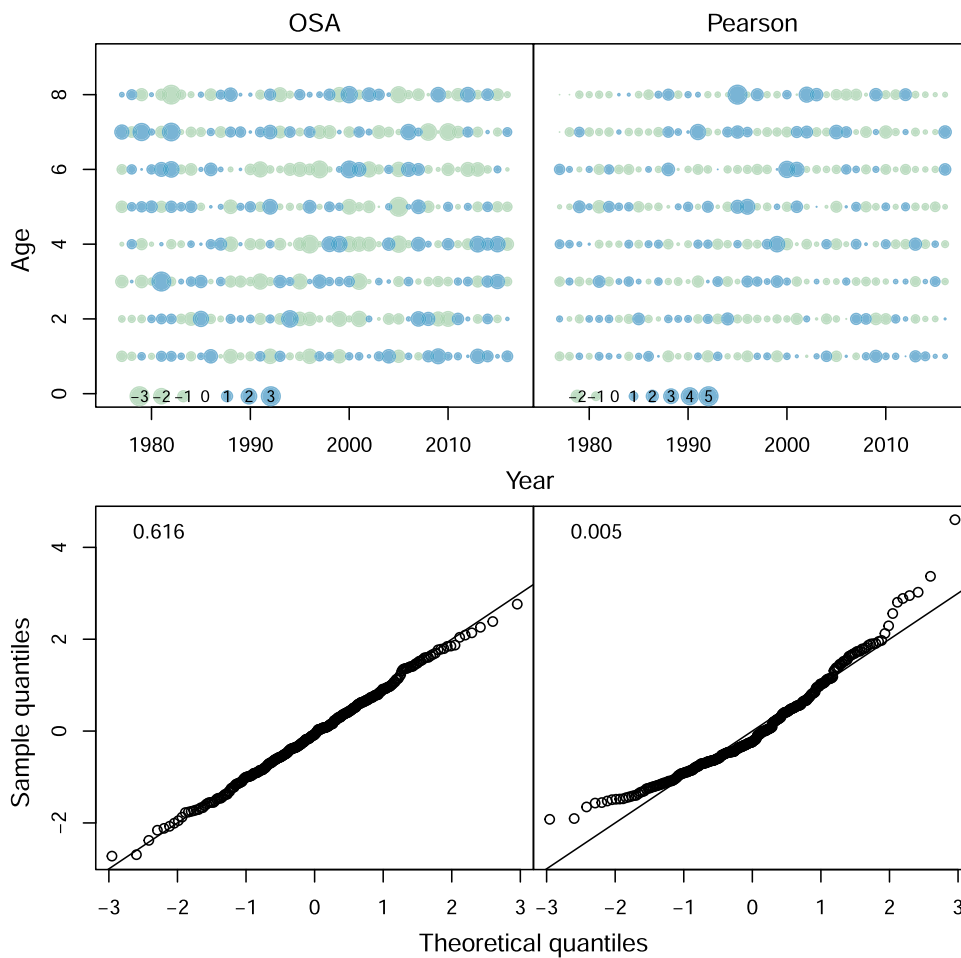 OSA Pearson
8
6
4
2
0
Age
−3 −2 −1 0 1 2 3
−2 −1 0 1 2 3 4 5
1980 1990 2000 2010 1980 1990 2000 2010
Year
0.616 0.005
4
2
0
−2
Sample quantiles
−3 −2 −1 0 1 2 3 −3 −2 −1 0 1 2 3
Theoretical quantiles